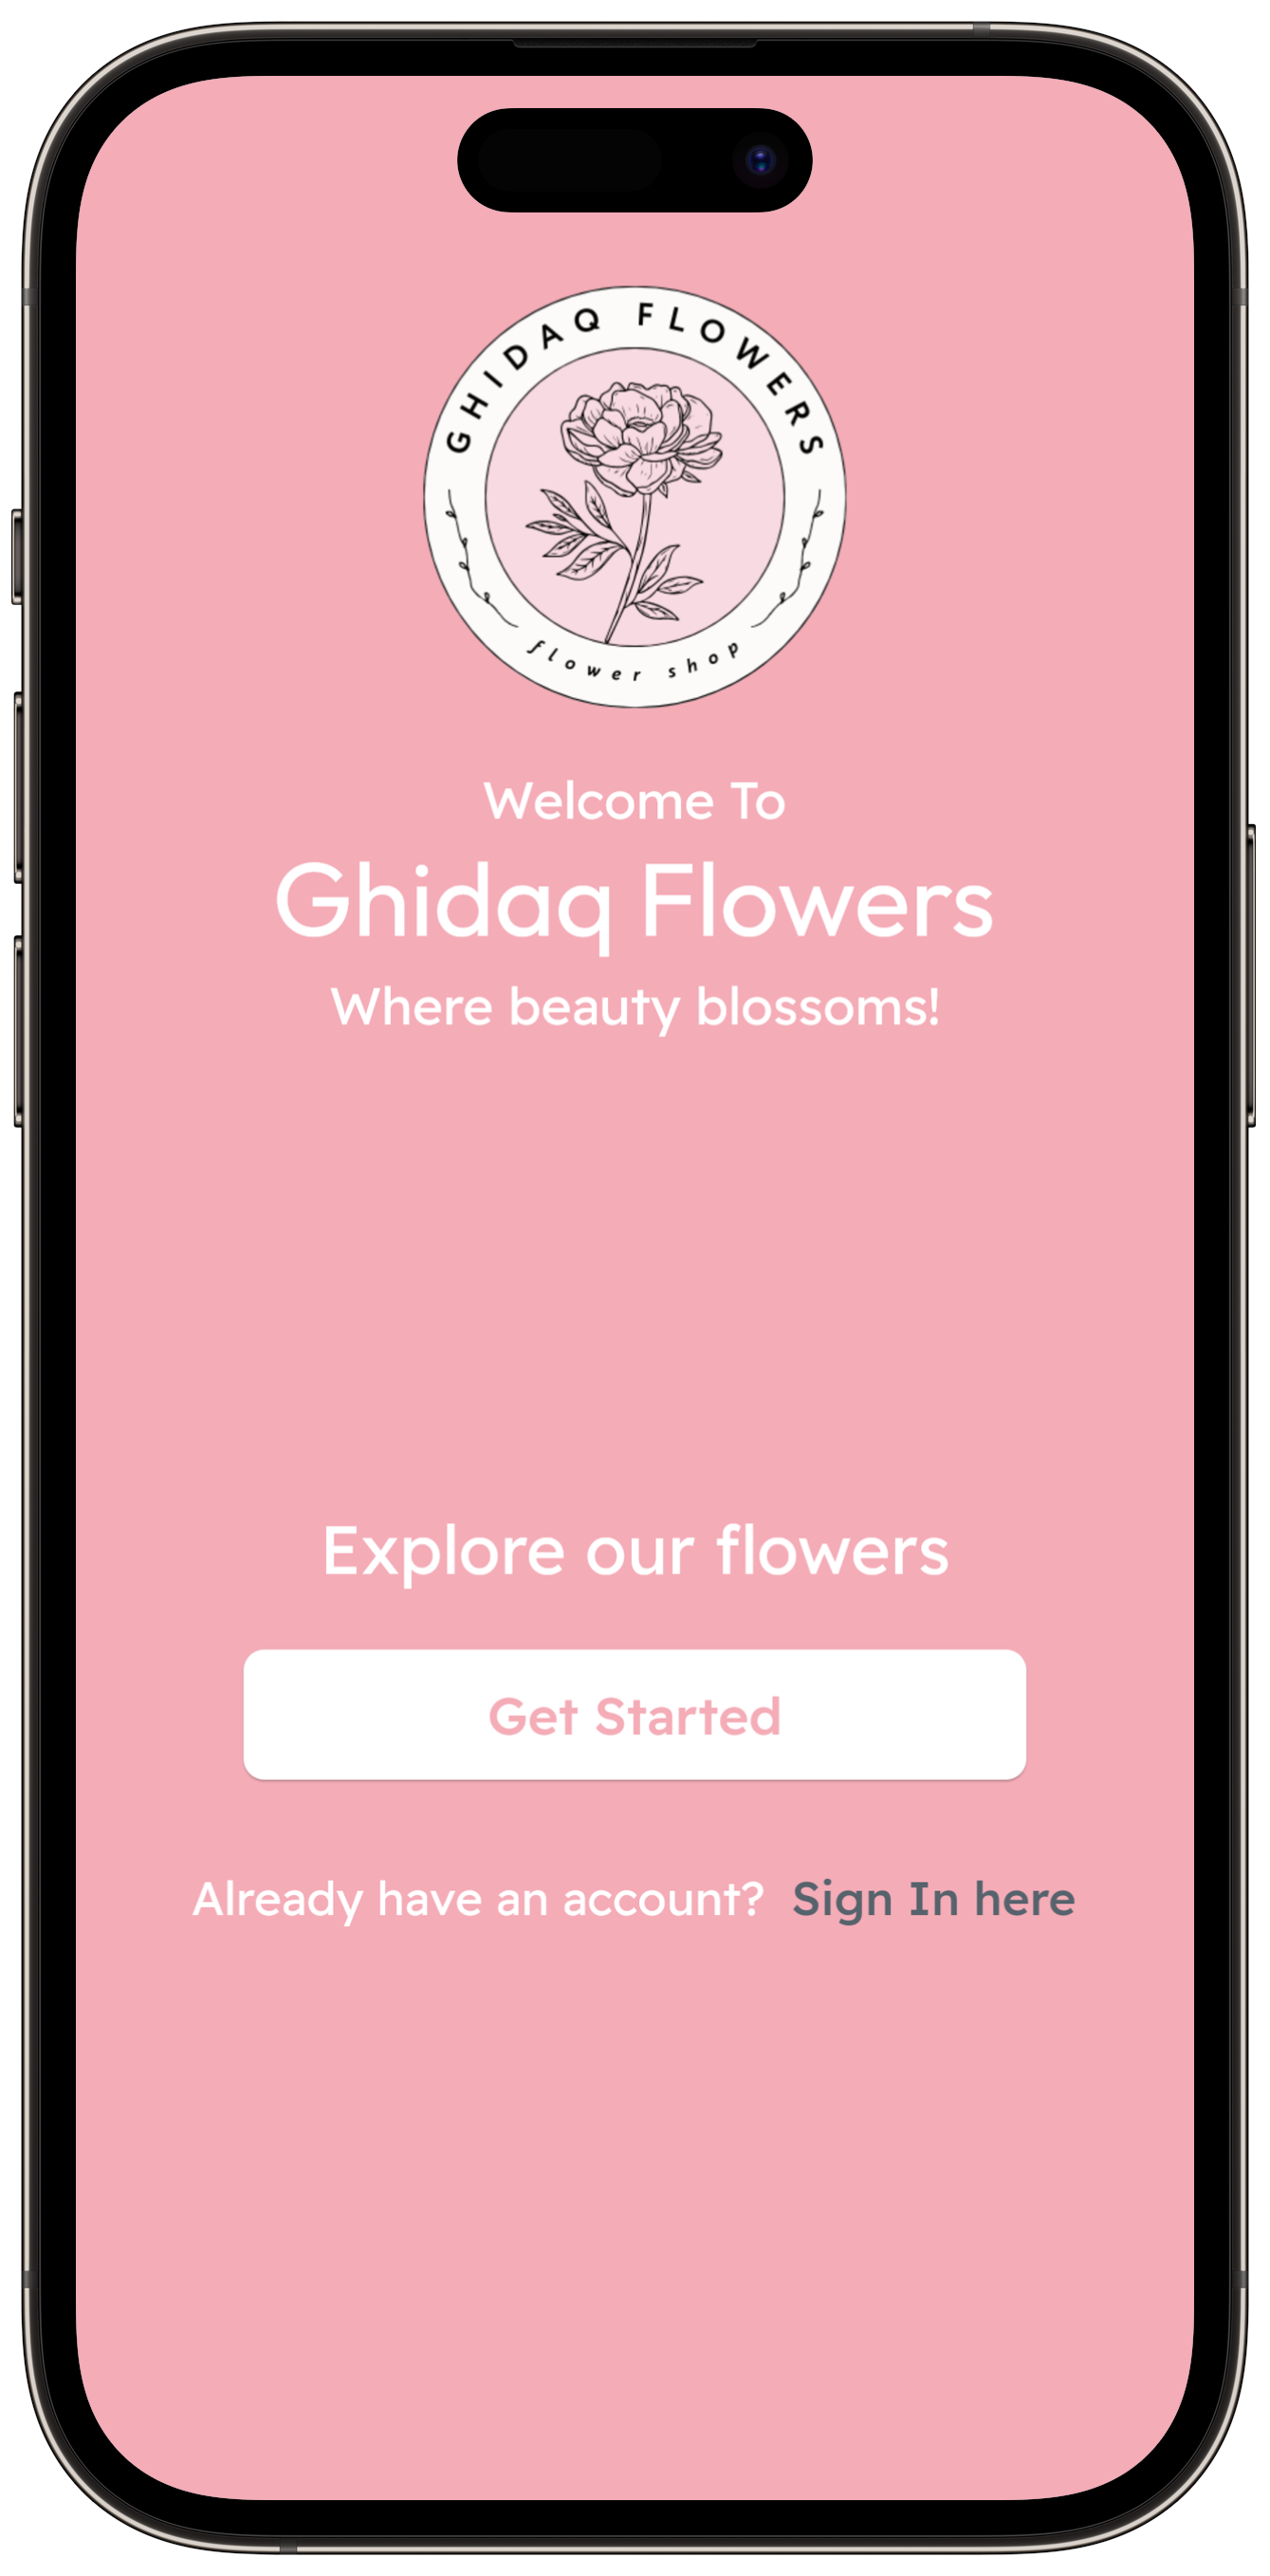 GHIDAQ FLOWERS
flower shop
Welcome To
Ghidaq Flowers
Where beauty blossoms!
Explore our flowers
Get Started
Already have an account? Sign In here